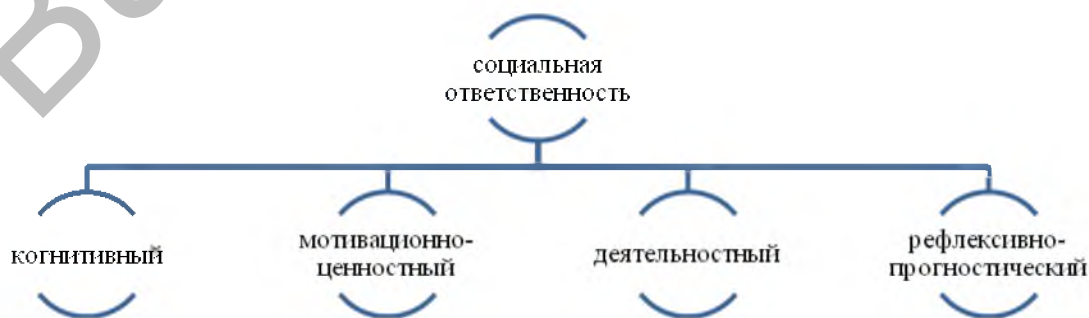 социальная
ответственность
когнитивный
мотивационно-
ценностный
деятельностный
рефлексивно-
прогностический